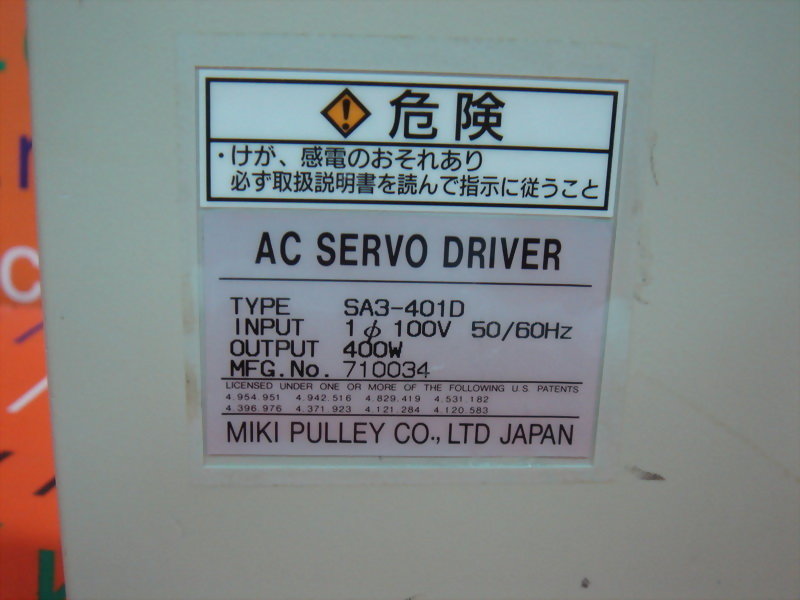 危険
・けが、感電のおそれあり
必ず取扱説明書を読んで指示に従うこと
AC SERVO DRIVER
TYPE SA3-401D
INPUT 1φ 100V 50/60Hz
OUTPUT 400W
MFG.No. 710034
LICENSED UNDER ONE OR MORE OF THE FOLLOWING U.S. PATENTS
4.954.951 4.942.516 4.829.419 4.531.182
4.396.976 4.371.923 4.121.284 4.120.583
MIKI PULLEY CO., LTD JAPAN